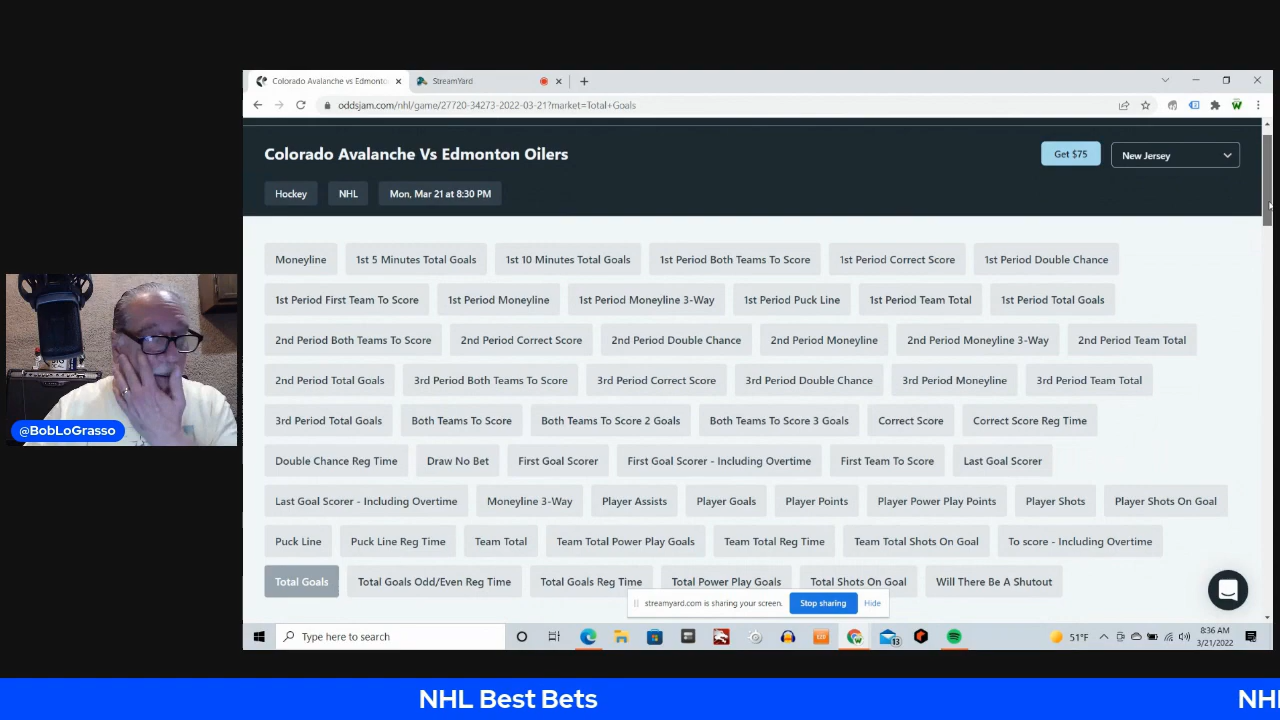 Colorado Avalanche vs Edmonto
StreamYard
oddsjam.com/nhl/game/27720-34273-2022-03-21?market=Total+Goals
Colorado Avalanche Vs Edmonton Oilers
Get $75
New Jersey
Hockey
NHL
Mon, Mar 21 at 8:30 PM
Moneyline
1st 5 Minutes Total Goals
1st 10 Minutes Total Goals
1st Period Both Teams To Score
1st Period Correct Score
1st Period Double Chance
1st Period First Team To Score
1st Period Moneyline
1st Period Moneyline 3-Way
1st Period Puck Line
1st Period Team Total
1st Period Total Goals
2nd Period Both Teams To Score
2nd Period Correct Score
2nd Period Double Chance
2nd Period Moneyline
2nd Period Moneyline 3-Way
2nd Period Team Total
2nd Period Total Goals
3rd Period Both Teams To Score
3rd Period Correct Score
3rd Period Double Chance
3rd Period Moneyline
3rd Period Team Total
3rd Period Total Goals
Both Teams To Score
Both Teams To Score 2 Goals
Both Teams To Score 3 Goals
Correct Score
Correct Score Reg Time
Double Chance Reg Time
Draw No Bet
First Goal Scorer
First Goal Scorer - Including Overtime
First Team To Score
Last Goal Scorer
Last Goal Scorer - Including Overtime
Moneyline 3-Way
Player Assists
Player Goals
Player Points
Player Power Play Points
Player Shots
Player Shots On Goal
Puck Line
Puck Line Reg Time
Team Total
Team Total Power Play Goals
Team Total Reg Time
Team Total Shots On Goal
To score - Including Overtime
Total Goals
Total Goals Odd/Even Reg Time
Total Goals Reg Time
Total Power Play Goals
Total Shots On Goal
Will There Be A Shutout
streamyard.com is sharing your screen.
Stop sharing
Hide
Type here to search
13
51°F
8:36 AM
3/21/2022
@BobLoGrasso
NHL Best Bets
NH